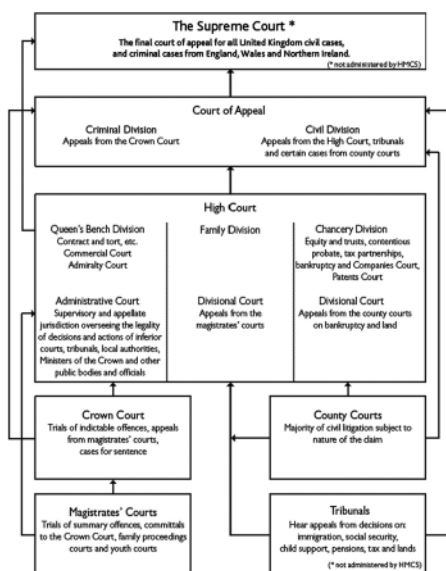 The Supreme Court *
The final court of appeal for all United Kingdom civil cases,
and criminal cases from England, Wales and Northern Ireland.
(* not administered by HMCS)
Court of Appeal
Criminal Division
Appeals from the Crown Court
Civil Division
Appeals from the High Court, tribunals
and certain cases from county courts
High Court
Queen's Bench Division
Contract and tort, etc.
Commercial Court
Admiralty Court
Administrative Court
Supervisory and appellate
jurisdiction overseeing the legality
of decisions and actions of inferior
courts, tribunals, local authorities,
Ministers of the Crown and other
public bodies and officials
Family Division
Divisional Court
Appeals from the
magistrates' courts
Chancery Division
Equity and trusts, contentious
probate, tax partnerships,
bankruptcy and Companies Court,
Patents Court
Divisional Court
Appeals from the county courts
on bankruptcy and land
Crown Court
Trials of indictable offences, appeals
from magistrates' courts,
cases for sentence
County Courts
Majority of civil litigation subject to
nature of the claim
Magistrates' Courts
Trials of summary offences, committals
to the Crown Court, family proceedings
courts and youth courts
Tribunals
Hear appeals from decisions on:
immigration, social security,
child support, pensions, tax and lands
(* not administered by HMCS)